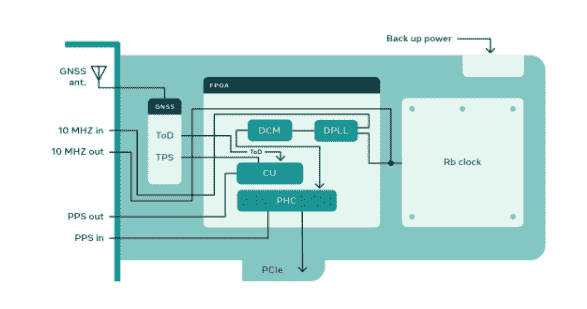 Back up power
GNSS
ant.
FPGA
GNSS
10 MHZ in
10 MHZ out
ToD
TPS
DCM
DPLL
ToD
CU
Rb clock
PHC
PPS out
PPS in
PCIe